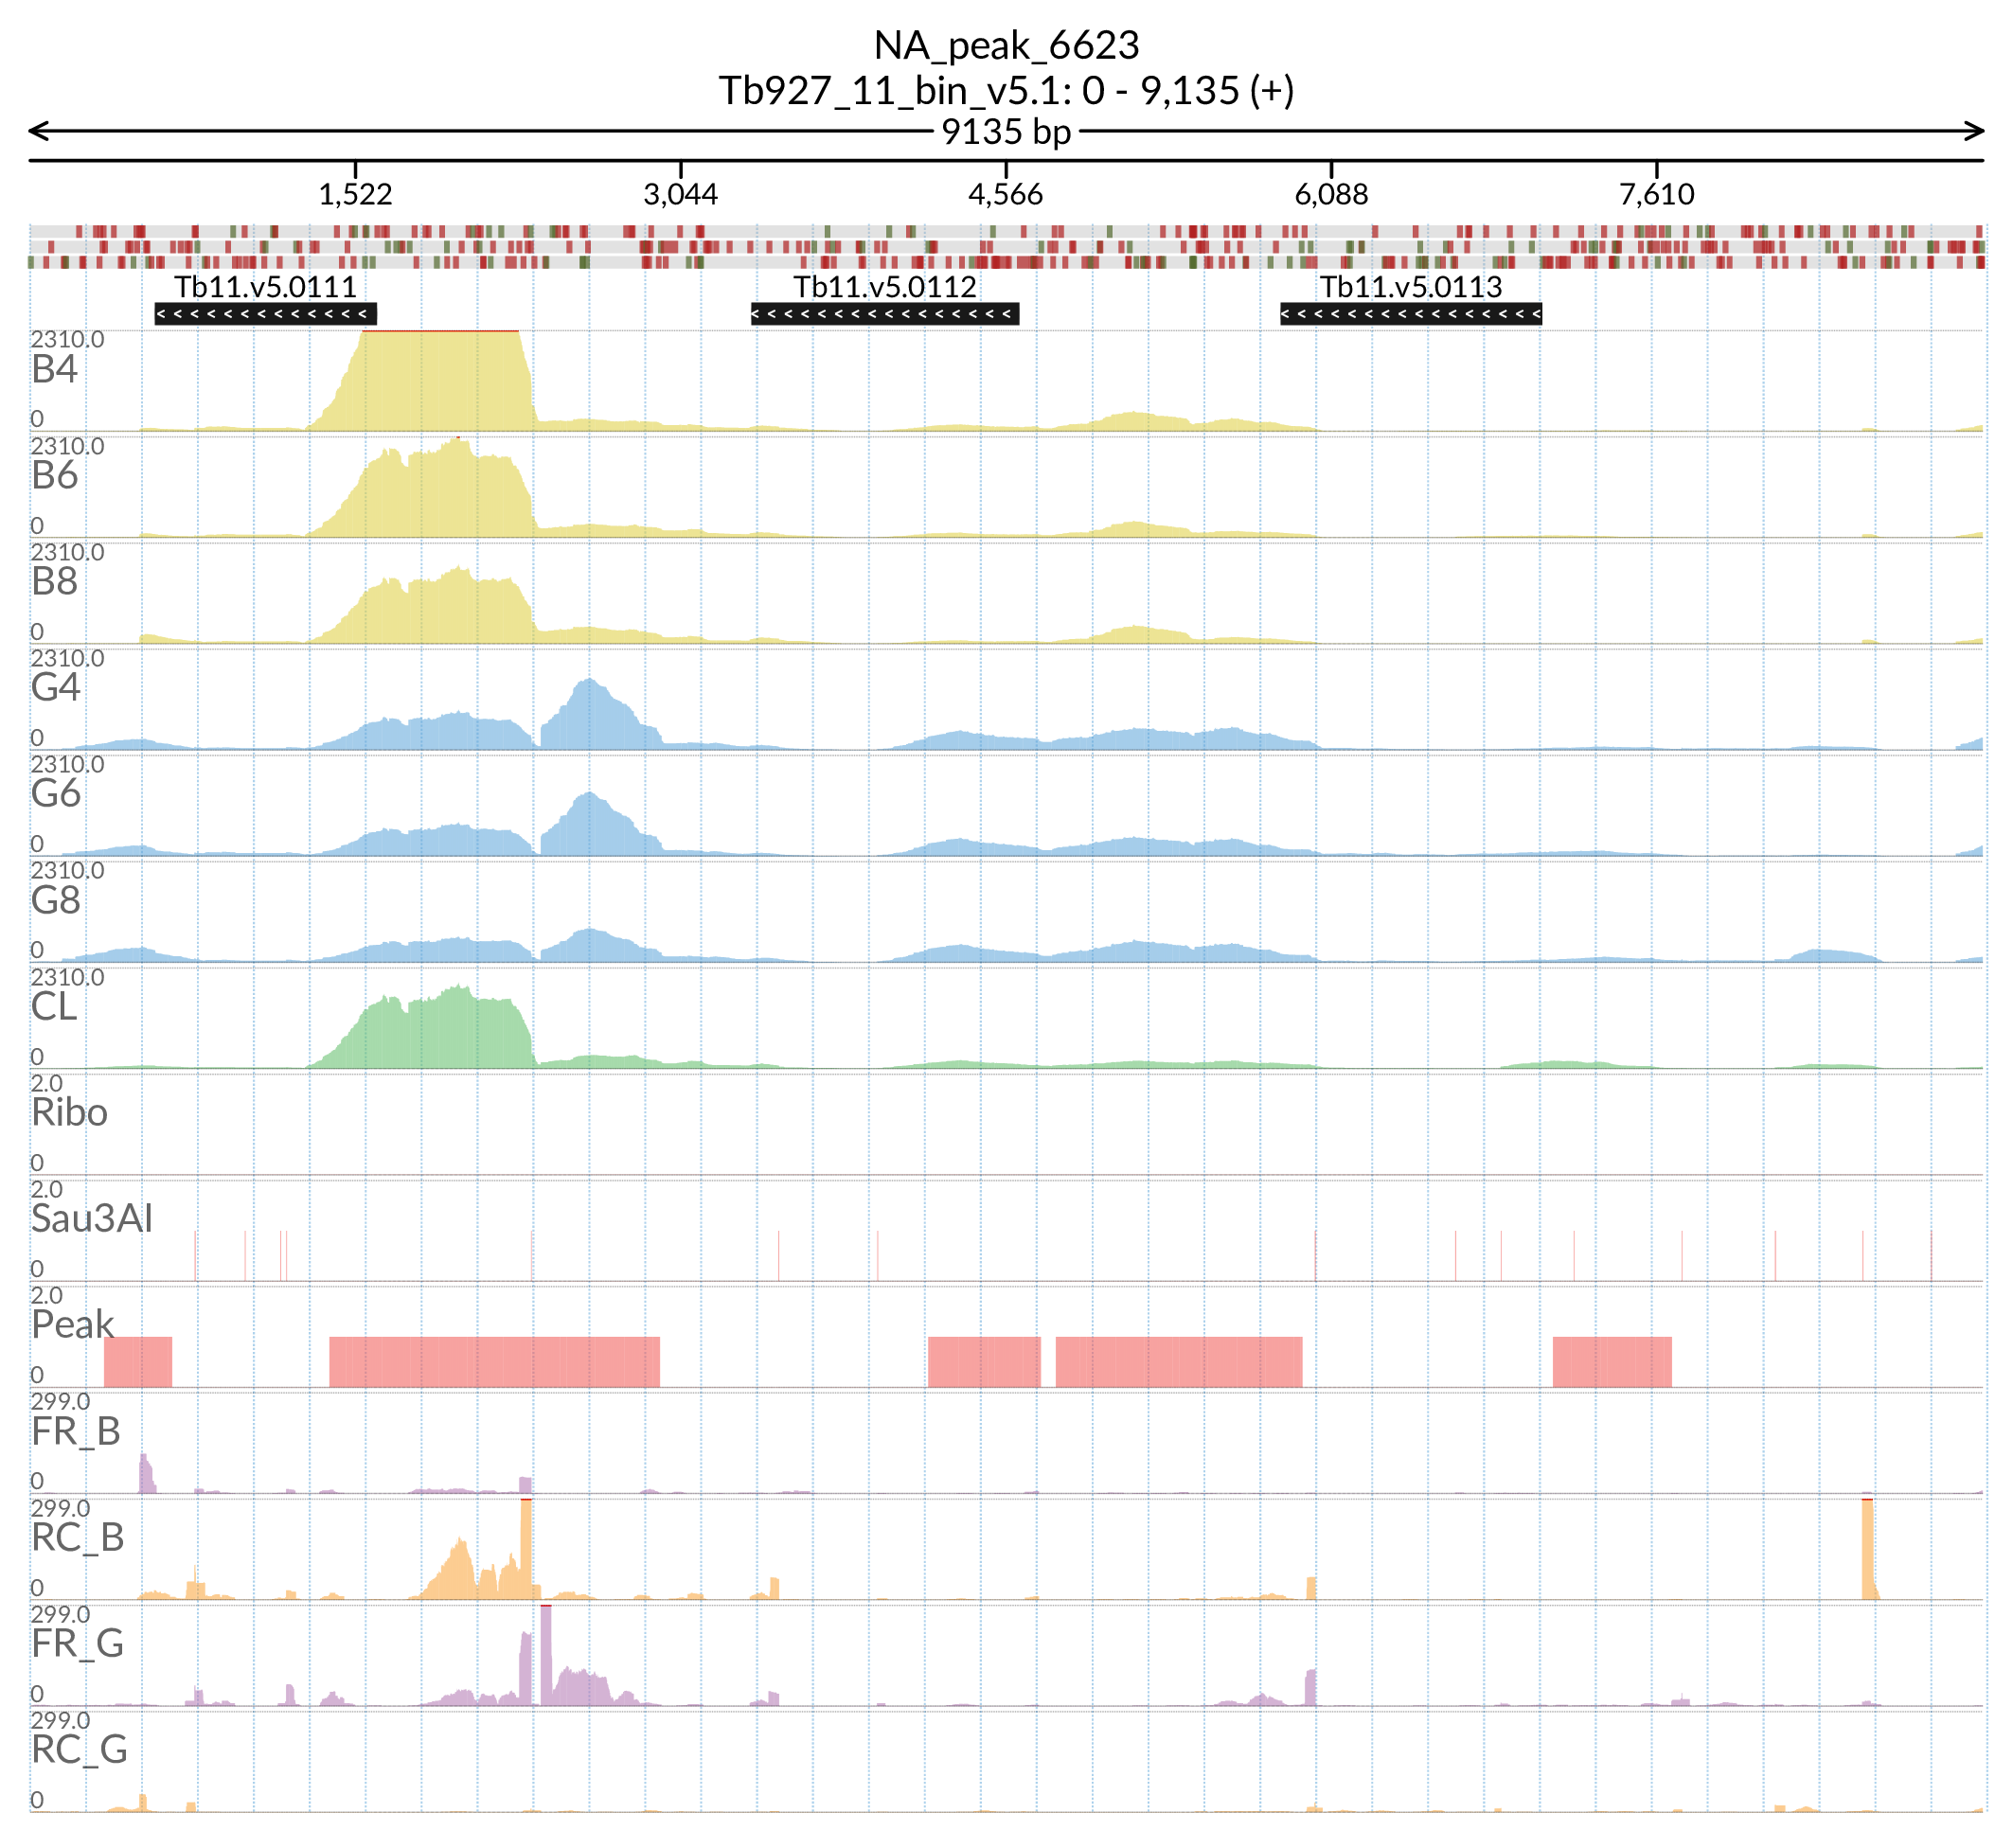 NA_peak_6623
Tb927_11_bin_v5.1: 0 - 9,135 (+)
9135 bp
1,522 3,044 4,566 6,088 7,610
Tb11.v5.0111 Tb11.v5.0112 Tb11.v5.0113
2310.0
B4
0
2310.0
B6
0
2310.0
B8
0
2310.0
G4
0
2310.0
G6
0
2310.0
G8
0
2310.0
CL
0
2.0
Ribo
0
2.0
Sau3AI
0
2.0
Peak
0
299.0
FR_B
0
299.0
RC_B
0
299.0
FR_G
0
299.0
RC_G
0